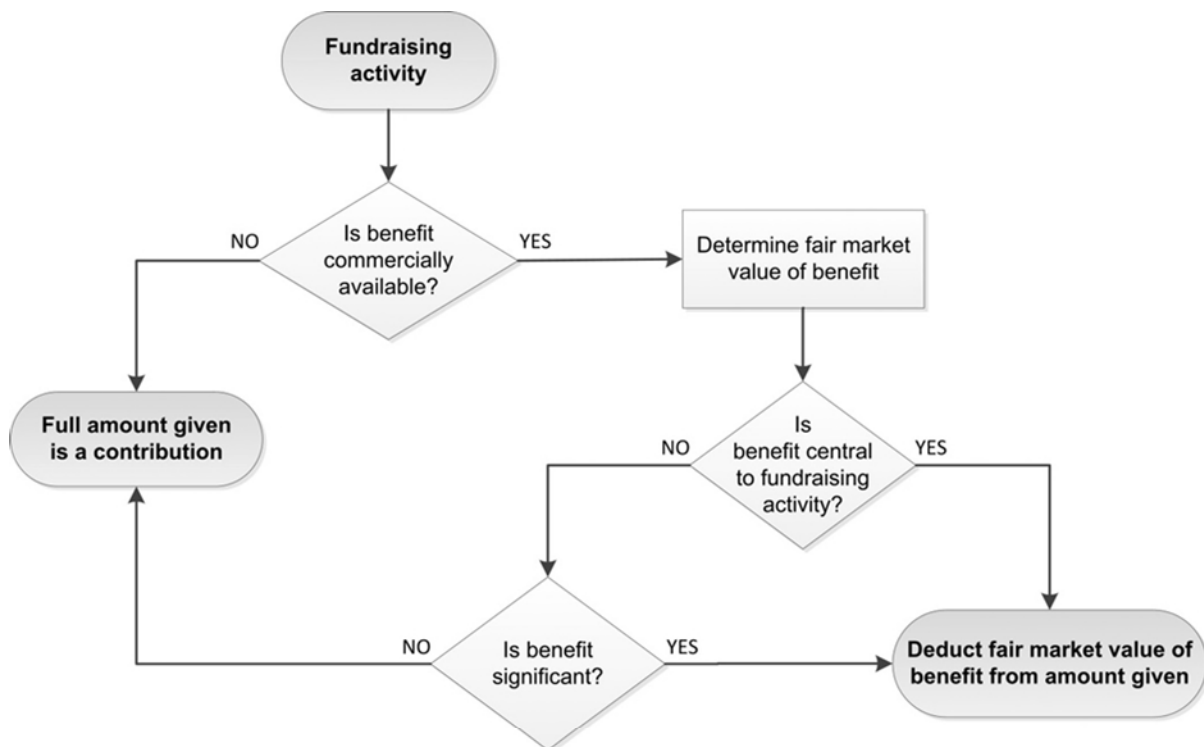 Fundraising
activity
Is benefit
commercially
available?
NO
YES
Determine fair market
value of benefit
Full amount given
is a contribution
Is
benefit central
to fundraising
activity?
NO
YES
Is benefit
significant?
NO
YES
Deduct fair market value of
benefit from amount given